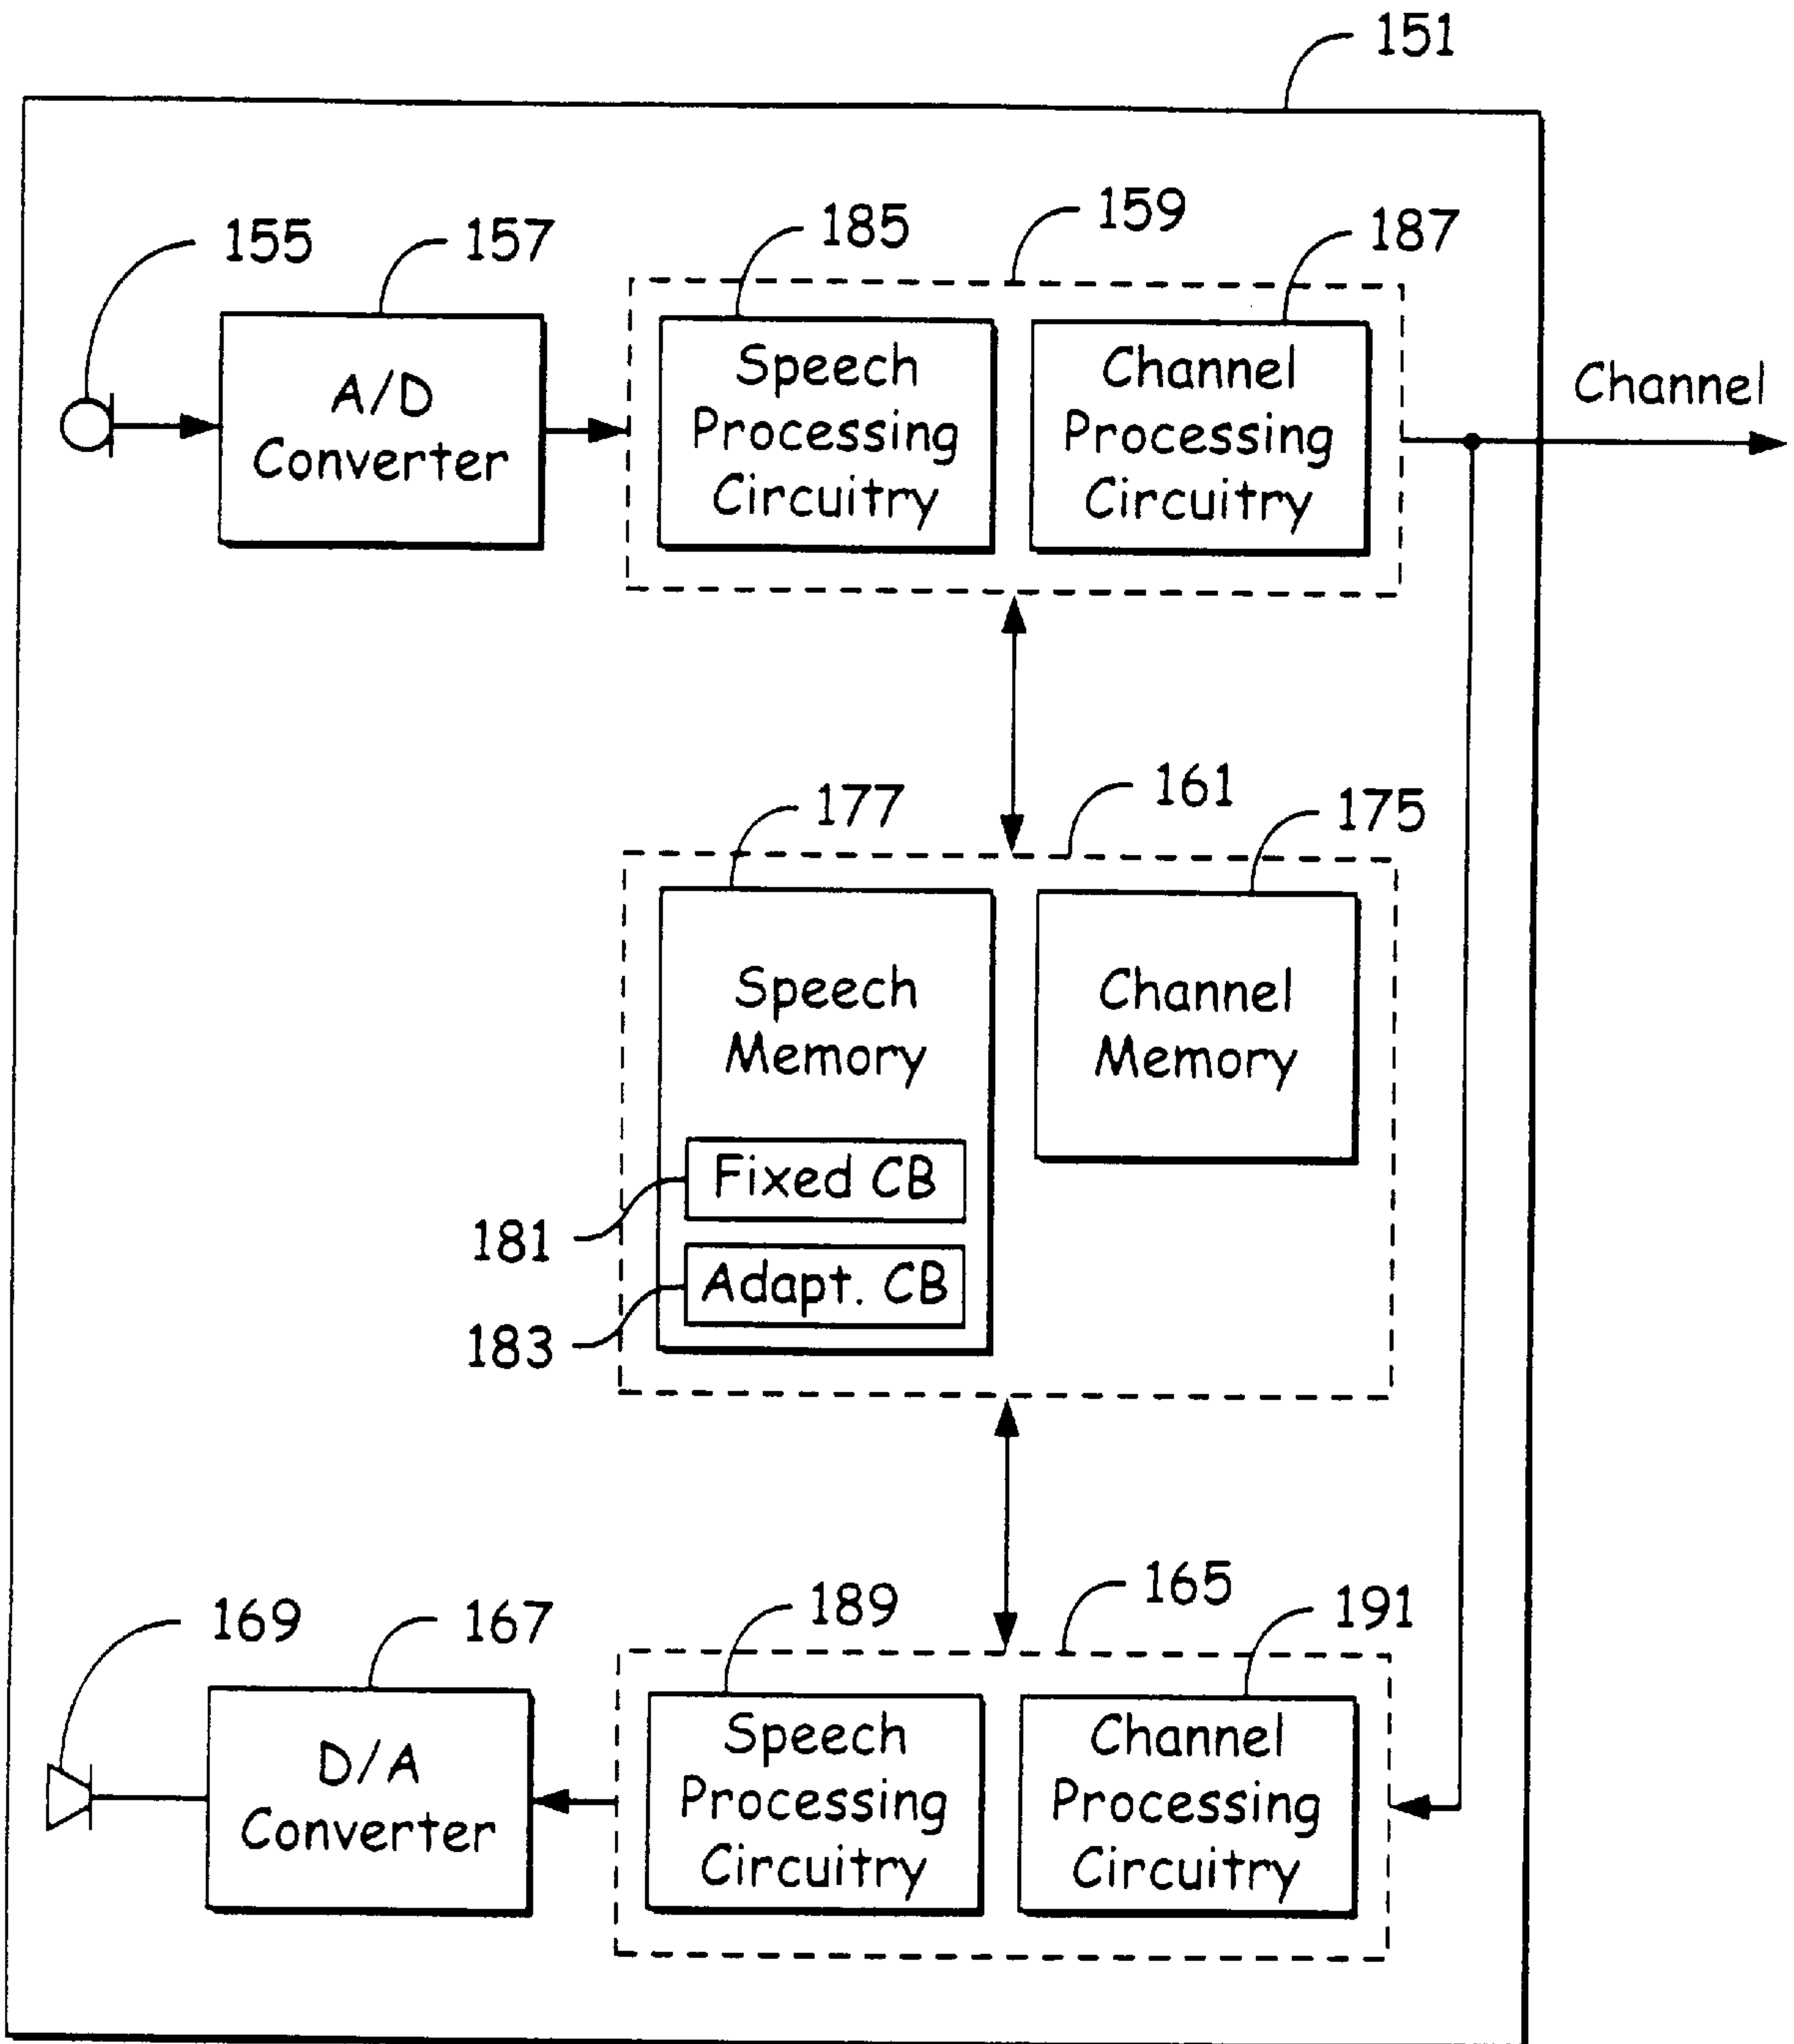 151
155
157
185
159
187
A/D
Converter
Speech
Processing
Circuitry
Channel
Processing
Circuitry
Channel
177
161
175
Speech
Memory
Channel
Memory
Fixed CB
181
Adapt. CB
183
169
167
189
165
191
D/A
Converter
Speech
Processing
Circuitry
Channel
Processing
Circuitry